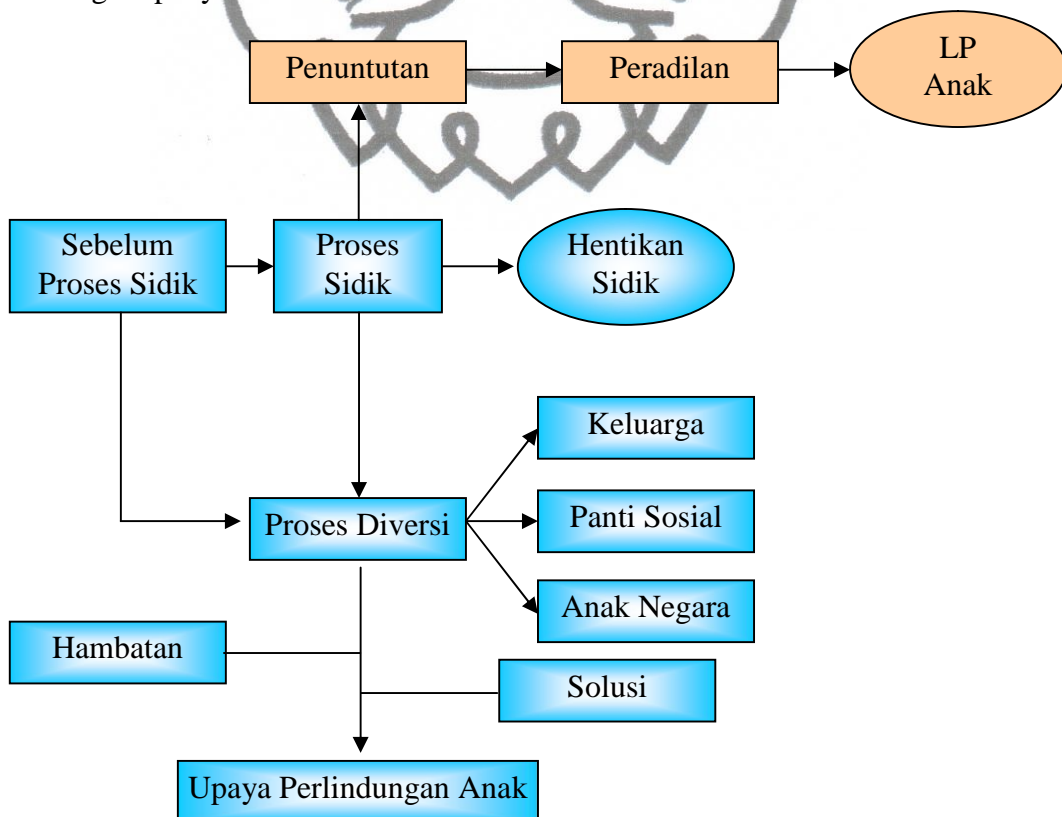 Penuntutan
Peradilan
LP
Anak
Sebelum
Proses Sidik
Proses
Sidik
Hentikan
Sidik
Keluarga
Proses Diversi
Panti Sosial
Anak Negara
Hambatan
Solusi
Upaya Perlindungan Anak